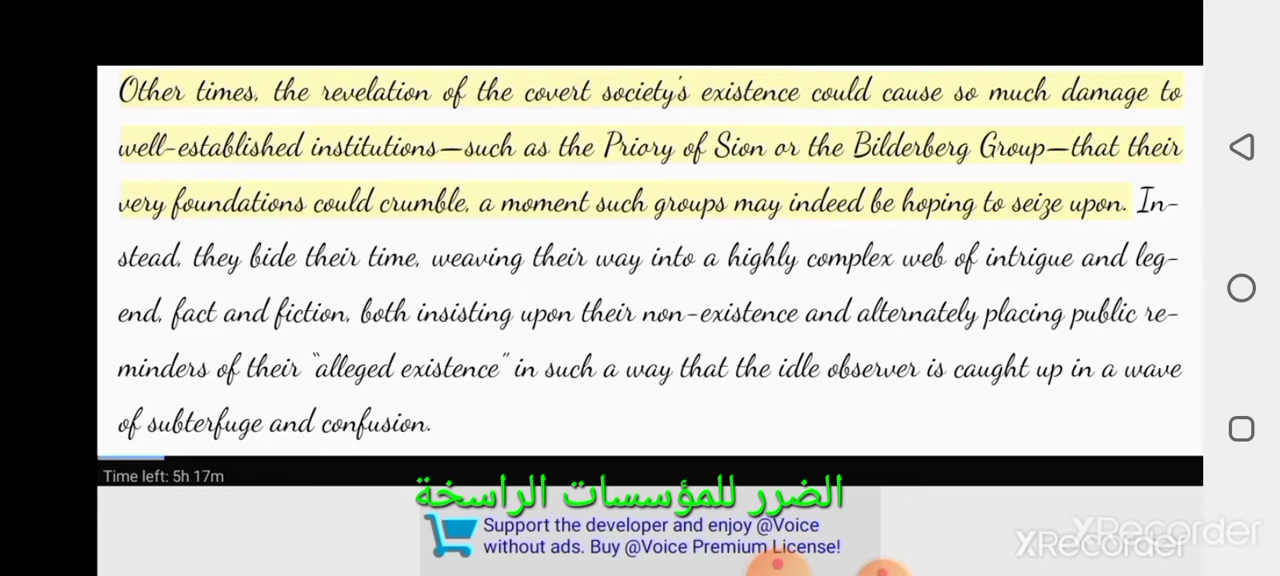 Other times, the revelation of the covert society's existence could cause so much damage to
well-established institutions—such as the Priory of Sion or the Bilderberg Group—that their
very foundations could crumble, a moment such groups may indeed be hoping to seize upon. In-
stead, they bide their time, weaving their way into a highly complex web of intrigue and leg-
end, fact and fiction, both insisting upon their non-existence and alternately placing public re-
minders of their "alleged existence" in such a way that the idle observer is caught up in a wave
of subterfuge and confusion.
Time left: 5h 17m
الضرر للمؤسسات الراسخة
Support the developer and enjoy @Voice
without ads. Buy @Voice Premium License!
XRecorder
XRecorder